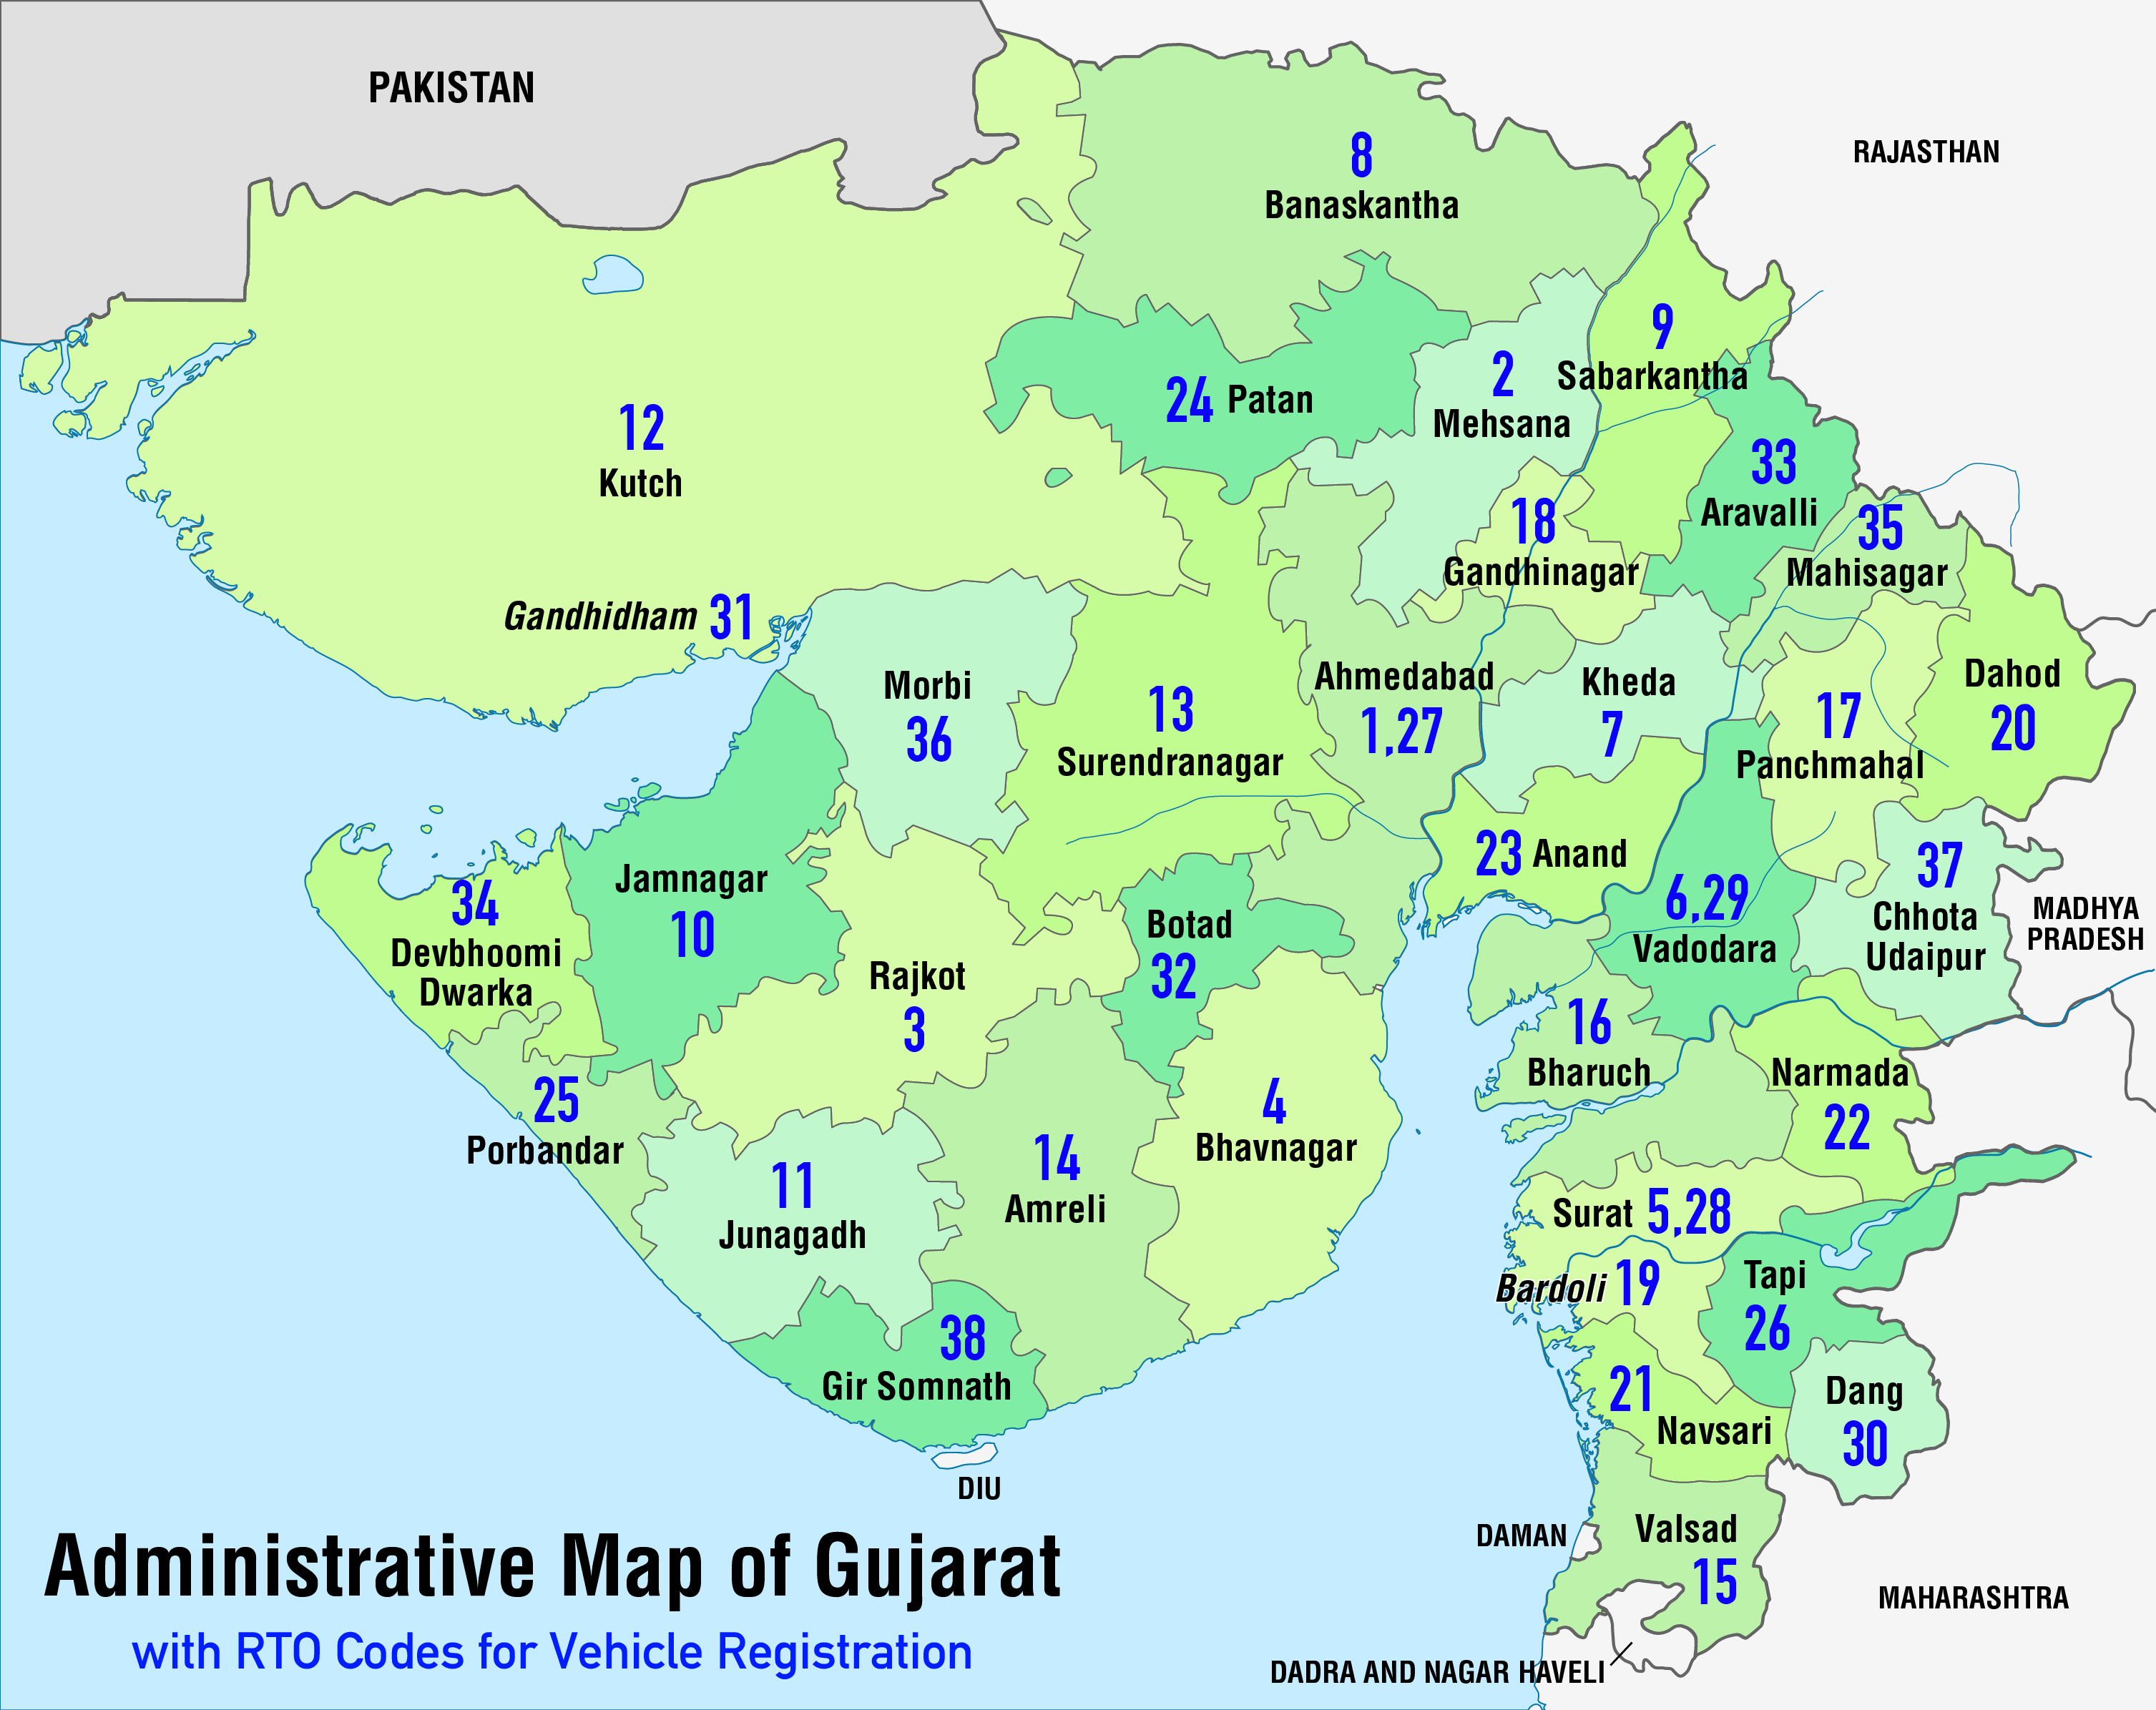 PAKISTAN
RAJASTHAN
8
Banaskantha
9
Sabarkantha
2
Mehsana
24 Patan
12
Kutch
33
Aravalli
18
Gandhinagar
35
Mahisagar
Gandhidham 31
Morbi
36
13
Surendranagar
Ahmedabad
1,27
Kheda
7
17
Panchmahal
Dahod
20
23 Anand
37
Chhota
Udaipur
MADHYA
PRADESH
6,29
Vadodara
Jamnagar
10
34
Devbhoomi
Dwarka
Botad
32
Rajkot
3
16
Bharuch
Narmada
22
25
Porbandar
4
Bhavnagar
14
Amreli
11
Junagadh
Surat 5,28
Bardoli 19
Tapi
26
38
Gir Somnath
21
Navsari
Dang
30
DIU
DAMAN
Valsad
15
MAHARASHTRA
DADRA AND NAGAR HAVELI
Administrative Map of Gujarat
with RTO Codes for Vehicle Registration